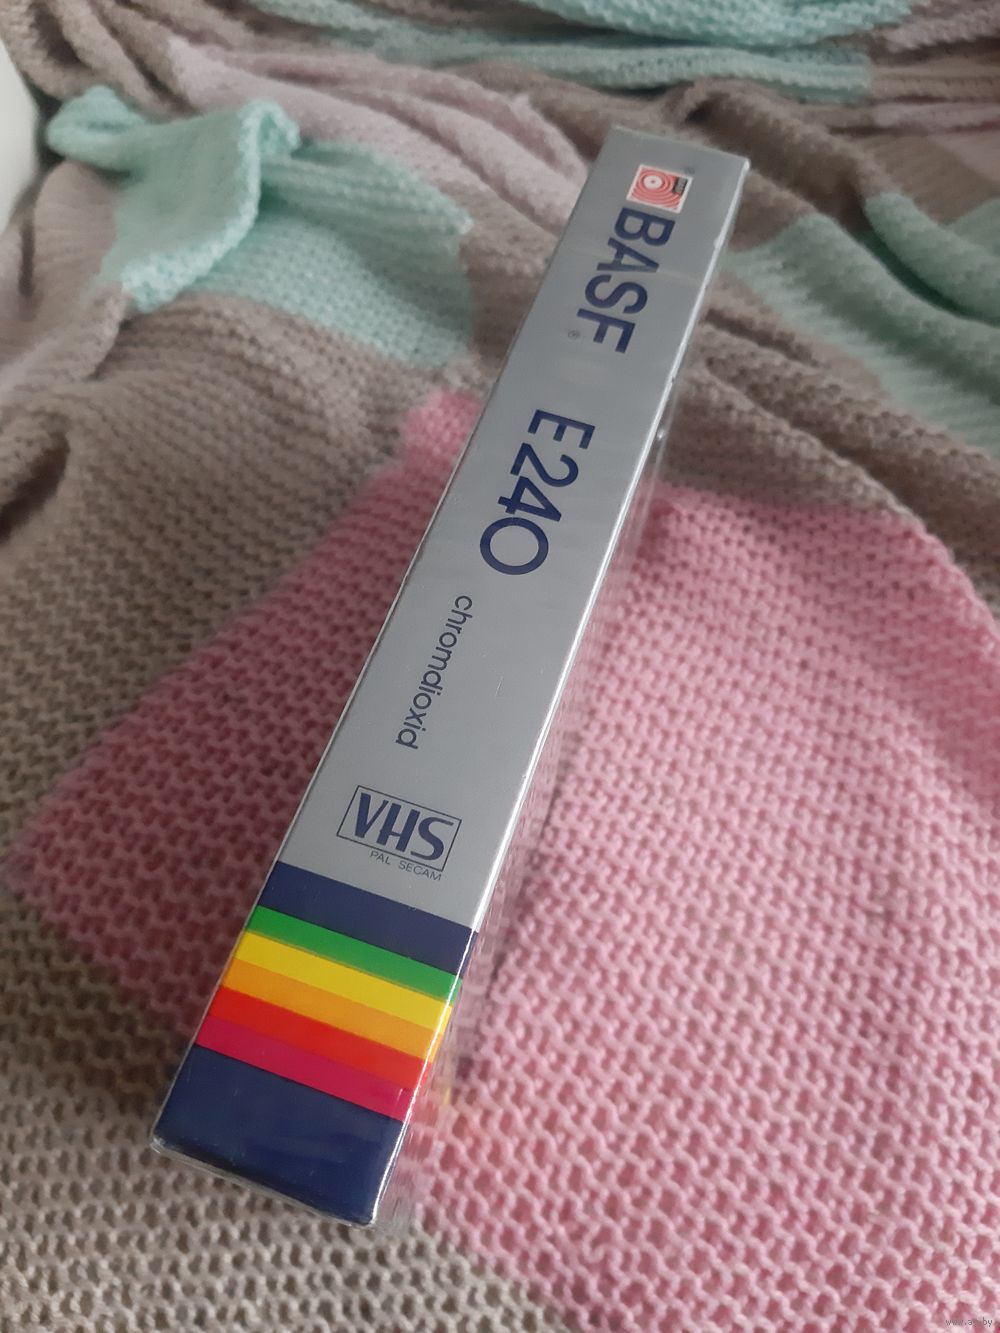 BASF®
E240
chromdioxid
VHS
PAL SECAM